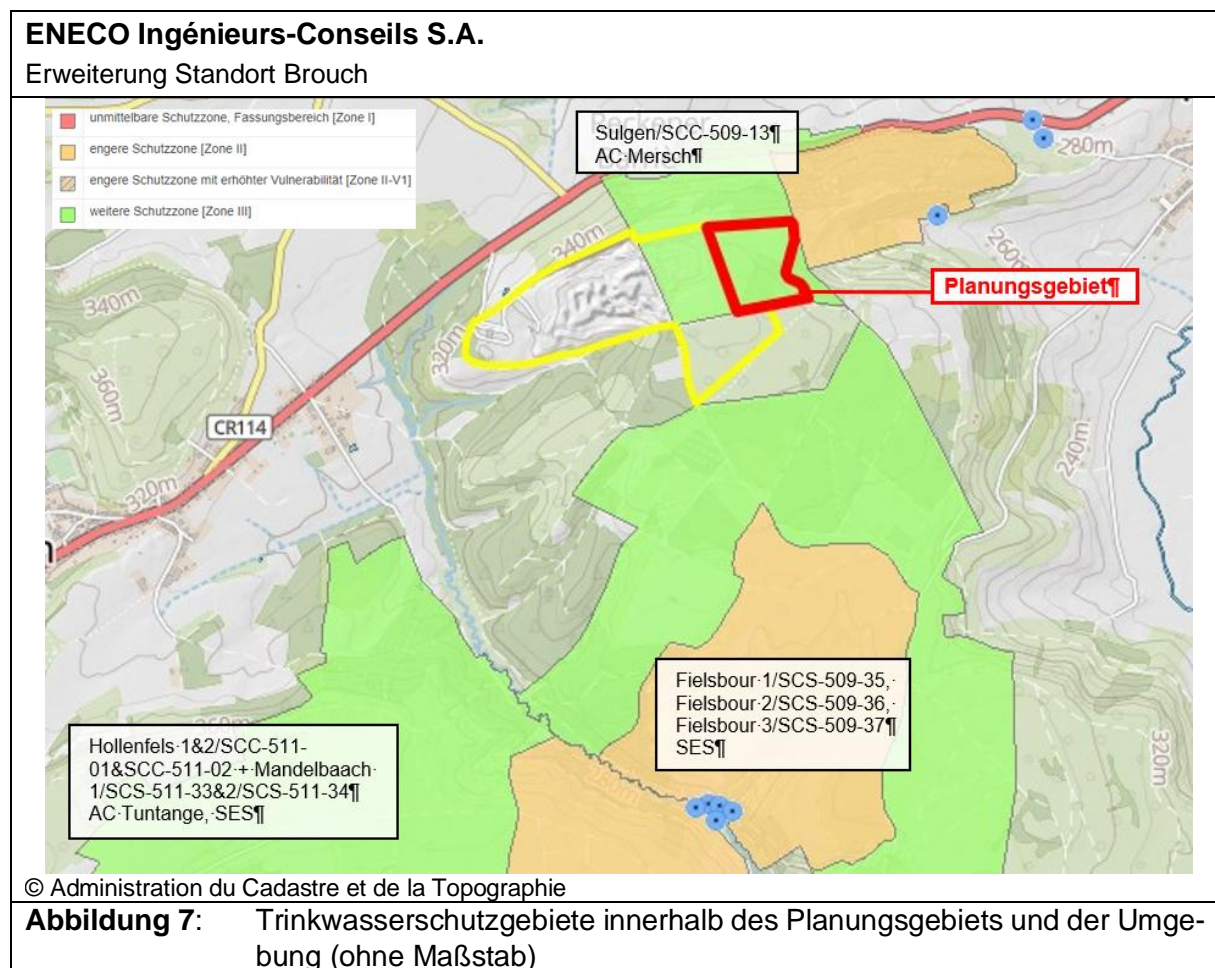 ENECO Ingénieurs-Conseils S.A.
Erweiterung Standort Brouch
unmittelbare Schutzzone, Fassungsbereich [Zone I]
engere Schutzzone [Zone II]
engere Schutzzone mit erhöhter Vulnerabilität [Zone II-V1]
weitere Schutzzone [Zone III]
Sulgen/SCC-509-13¶
AC·Mersch¶
280m
340m
260m
Planungsgebiet¶
340m
320m
360m
CR114
240m
320m
Fielsbour·1/SCS-509-35,·
Fielsbour·2/SCS-509-36,·
Fielsbour·3/SCS-509-37¶
SES¶
320m
Hollenfels·1&2/SCC-511-
01&SCC-511-02·+·Mandelbaach·
1/SCS-511-33&2/SCS-511-34¶
AC·Tuntange,·SES¶
© Administration du Cadastre et de la Topographie
Abbildung 7: Trinkwasserschutzgebiete innerhalb des Planungsgebiets und der Umge-
bung (ohne Maßstab)